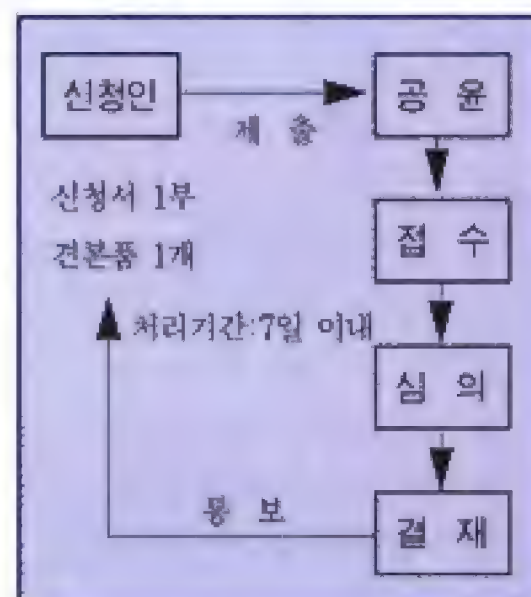 신청인
공 윤
제 출
신청서 1부
견본품 1개
접 수
처리기간:7일 이내
심 의
통 보
결 재